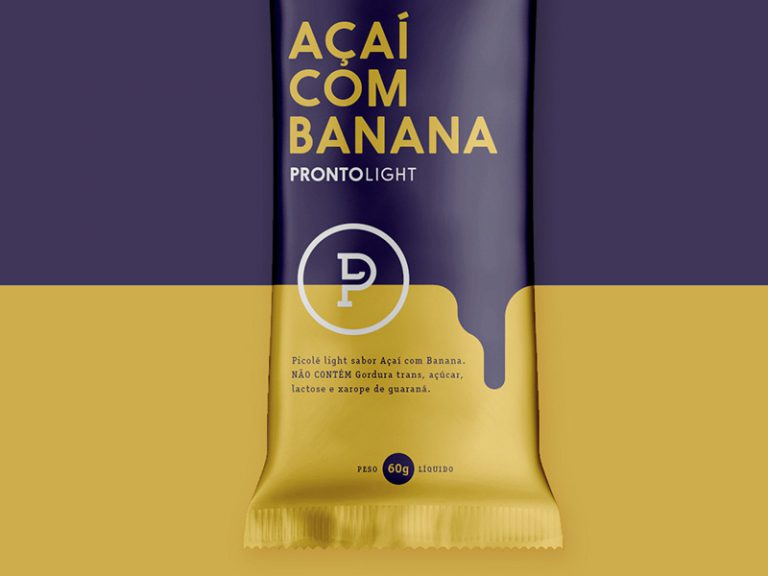 AÇAÍ
COM
BANANA
PRONTOLIGHT
P
Picolé light sabor Açaí com Banana.
NÃO CONTÉM Gordura trans, açúcar,
lactose e xarope de guaraná.
PESO 60g LÍQUIDO